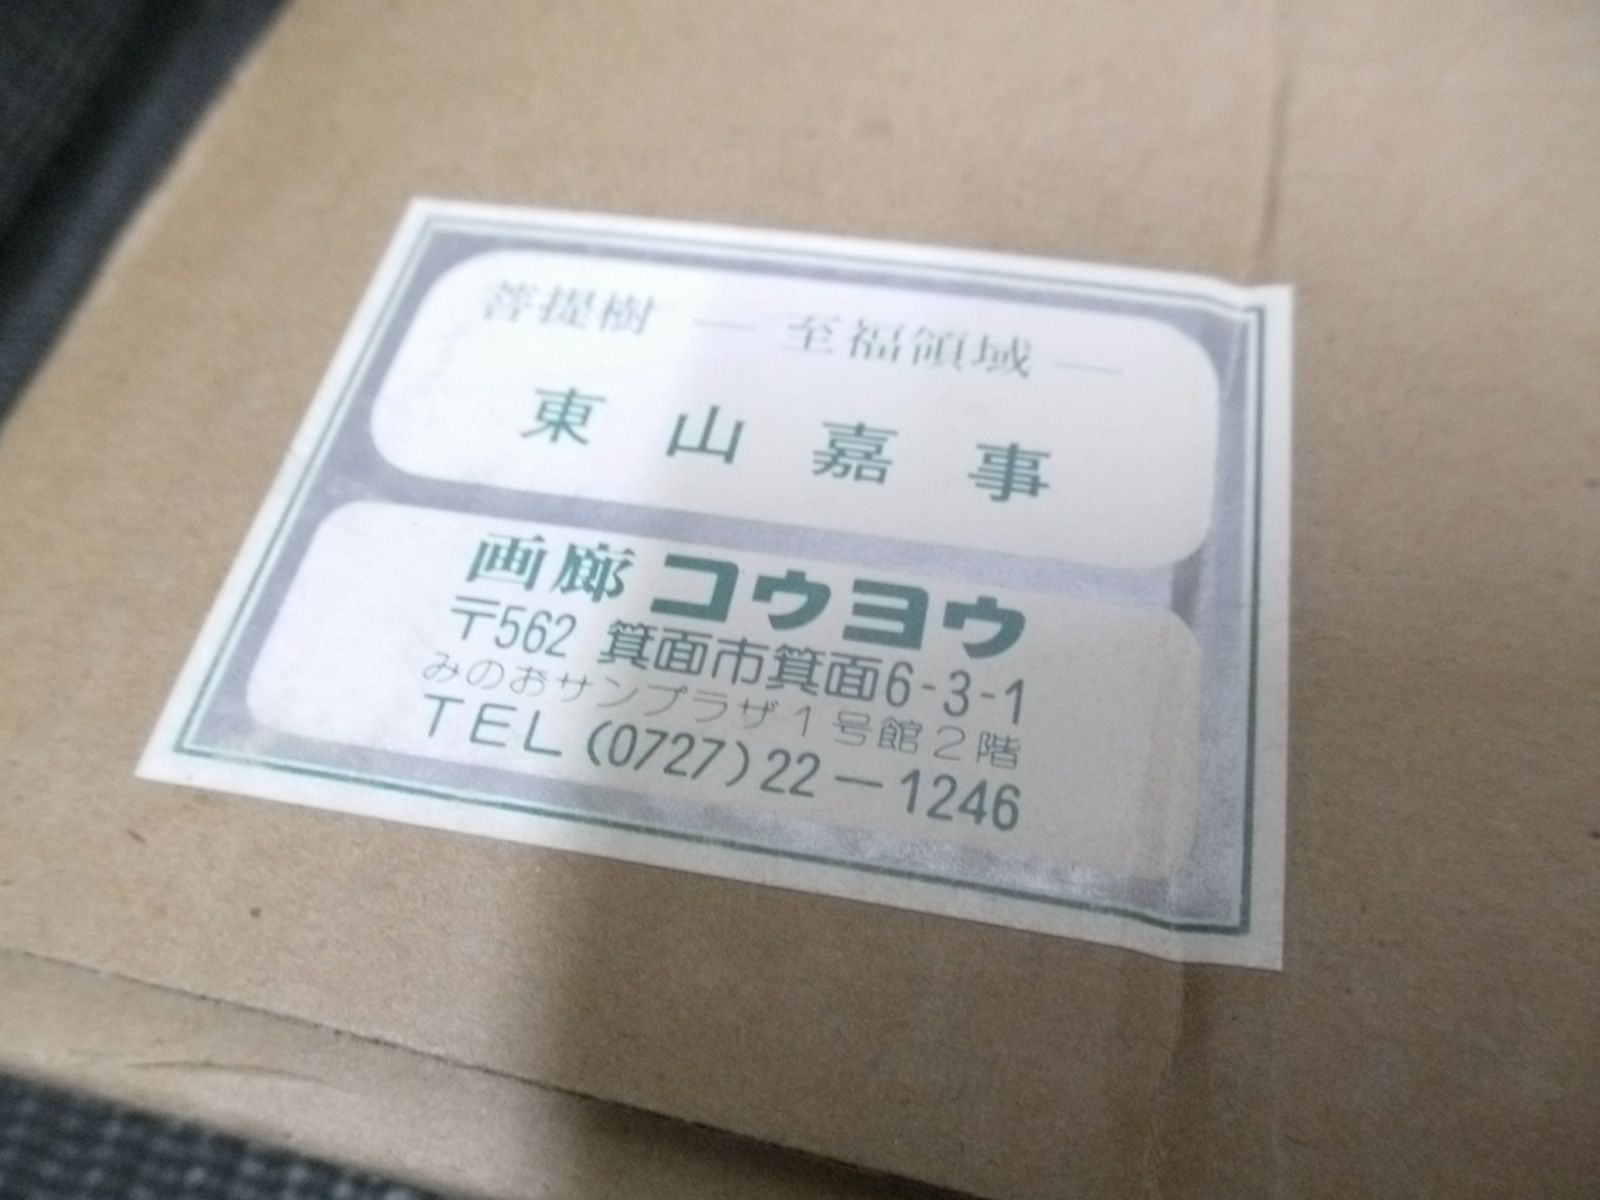 菩提樹 ― 至福領域 ―
東山嘉事
画廊 コウヨウ
〒562 箕面市箕面6-3-1
みのおサンプラザ1号館2階
TEL (0727) 22－1246